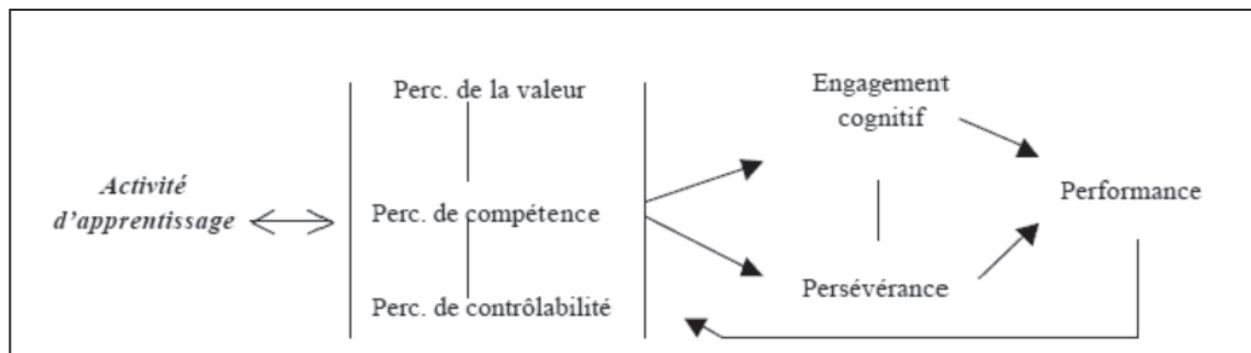 Activité
d'apprentissage
Perc. de la valeur
Perc. de compétence
Perc. de contrôlabilité
Engagement
cognitif
Persévérance
Performance